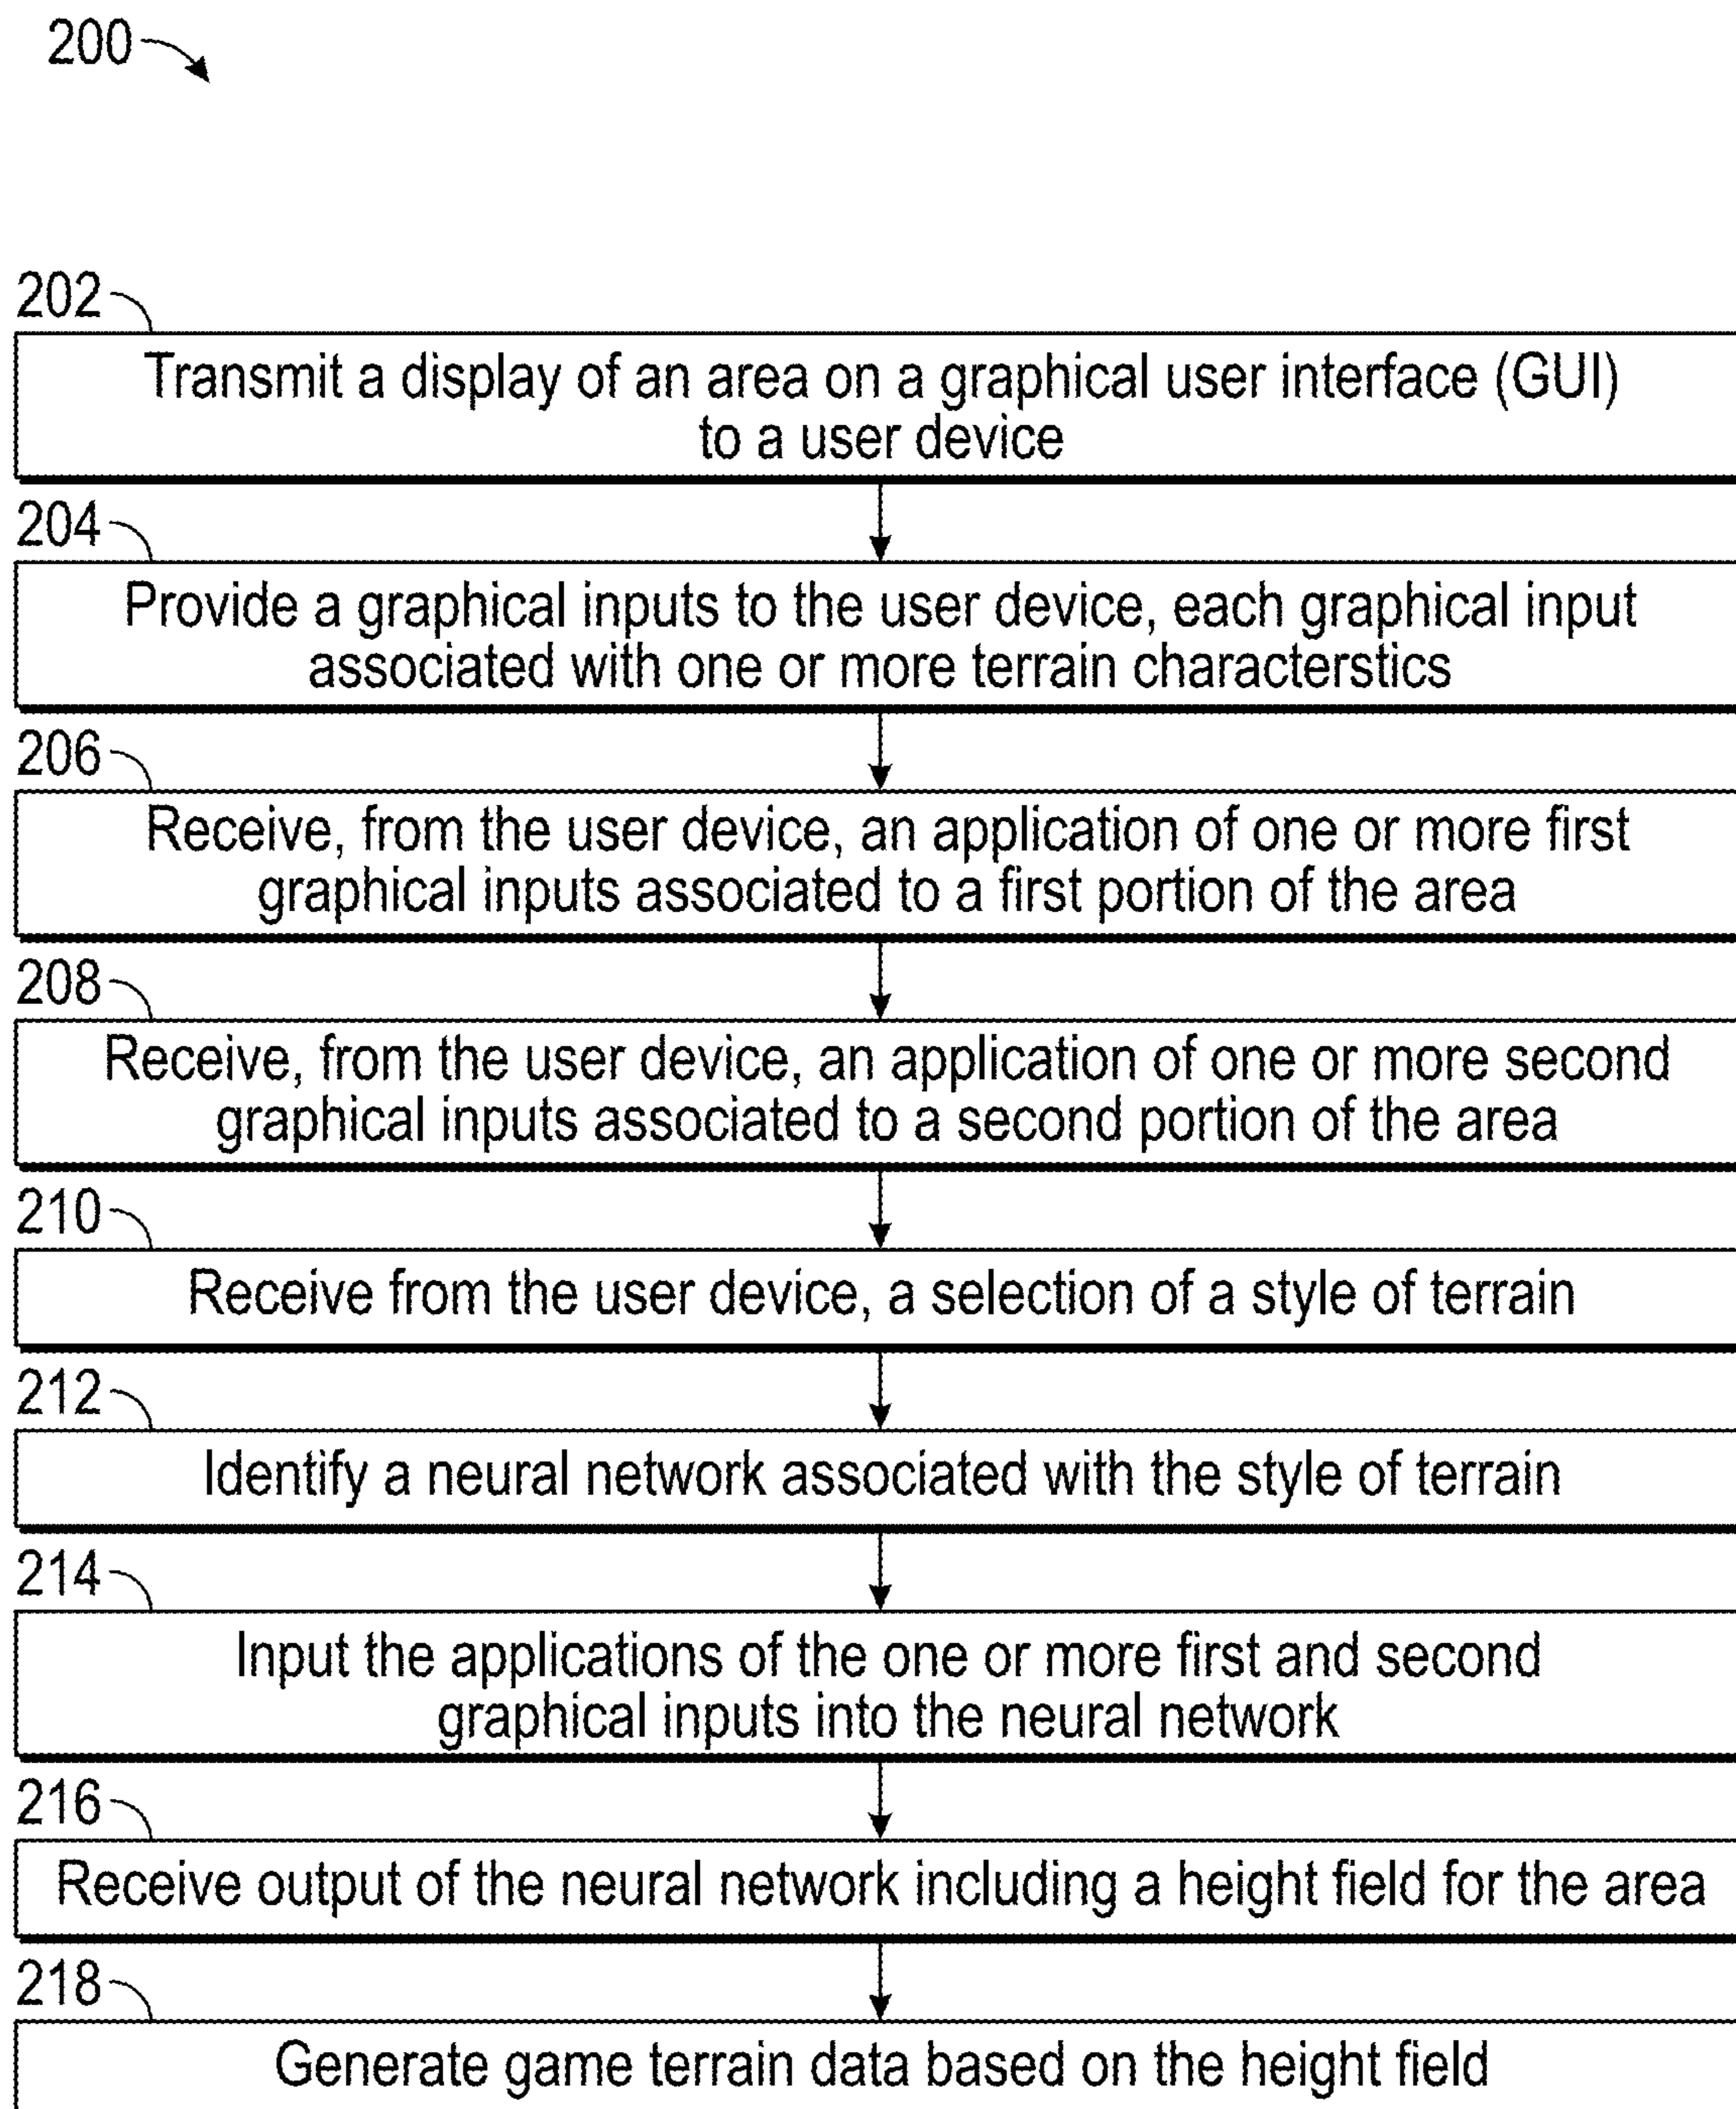 200
202
Transmit a display of an area on a graphical user interface (GUI)
to a user device
204
Provide a graphical inputs to the user device, each graphical input
associated with one or more terrain characterstics
206
Receive, from the user device, an application of one or more first
graphical inputs associated to a first portion of the area
208
Receive, from the user device, an application of one or more second
graphical inputs associated to a second portion of the area
210
Receive from the user device, a selection of a style of terrain
212
Identify a neural network associated with the style of terrain
214
Input the applications of the one or more first and second
graphical inputs into the neural network
216
Receive output of the neural network including a height field for the area
218
Generate game terrain data based on the height field